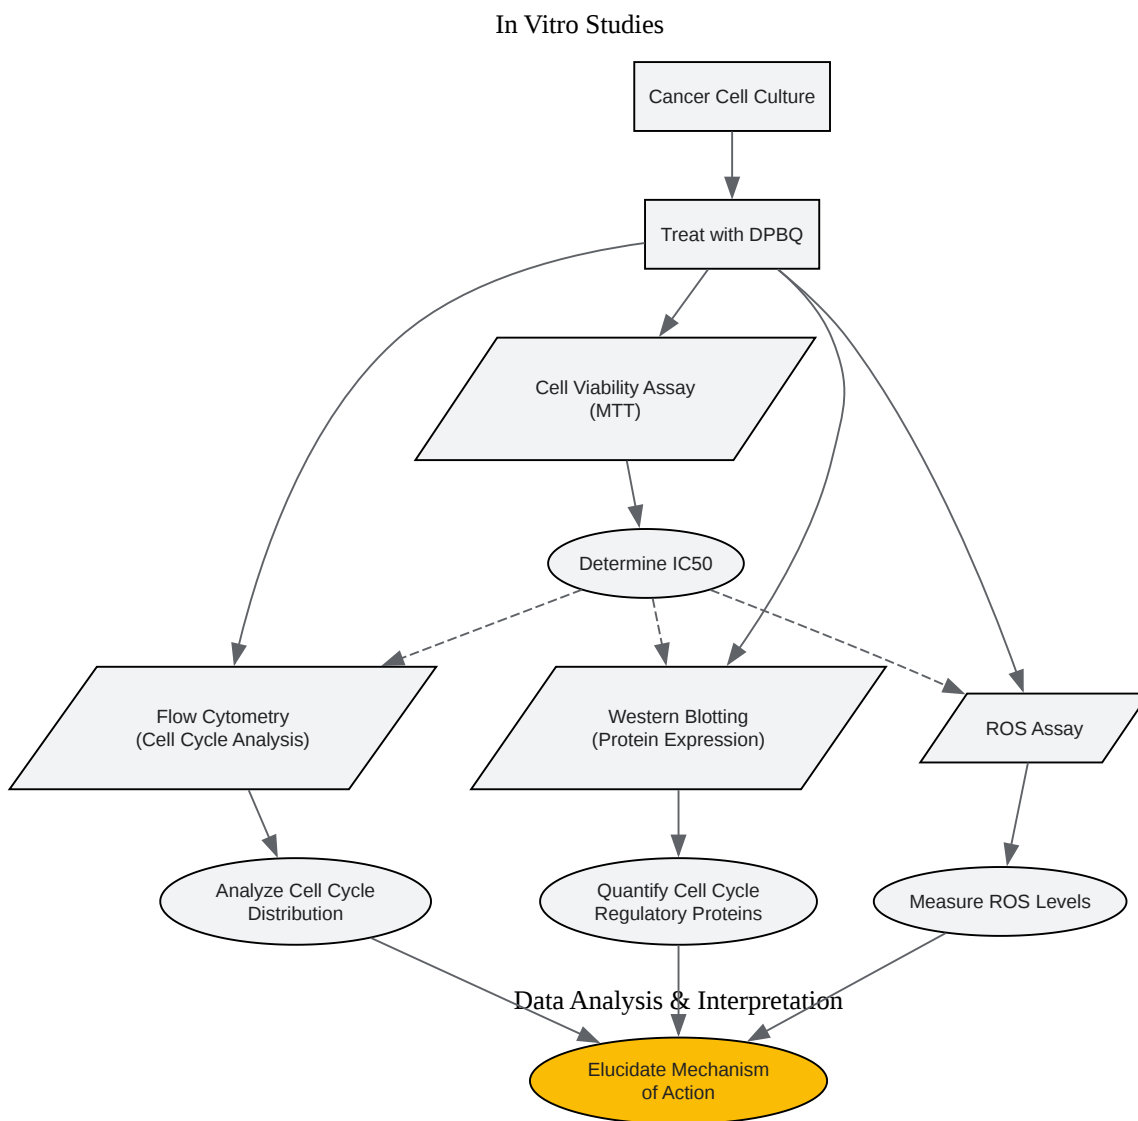 In Vitro Studies
Cancer Cell Culture
Treat with DPBQ
Cell Viability Assay
(MTT)
Determine IC50
Flow Cytometry
(Cell Cycle Analysis)
Western Blotting
(Protein Expression)
ROS Assay
Analyze Cell Cycle
Distribution
Quantify Cell Cycle
Regulatory Proteins
Measure ROS Levels
Data Analysis & Interpretation
Elucidate Mechanism
of Action